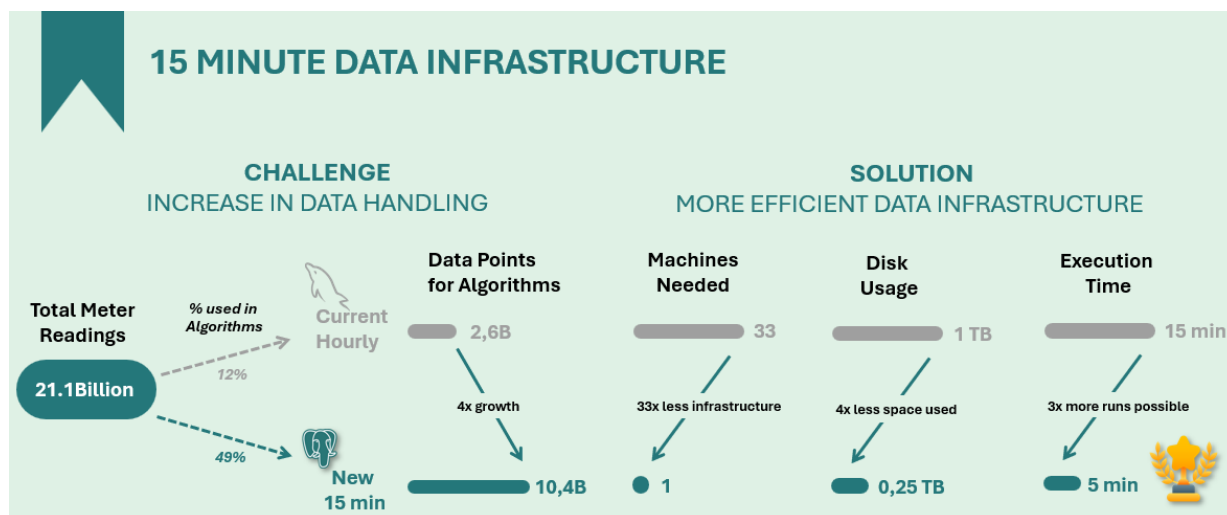 15 MINUTE DATA INFRASTRUCTURE
CHALLENGE
INCREASE IN DATA HANDLING
SOLUTION
MORE EFFICIENT DATA INFRASTRUCTURE
Total Meter
Readings
21.1Billion
% used in
Algorithms
12%
49%
Current
Hourly
New
15 min
Data Points
for Algorithms
2,6B
4x growth
10,4B
Machines
Needed
33
33x less infrastructure
1
Disk
Usage
1 TB
4x less space used
0,25 TB
Execution
Time
15 min
3x more runs possible
5 min